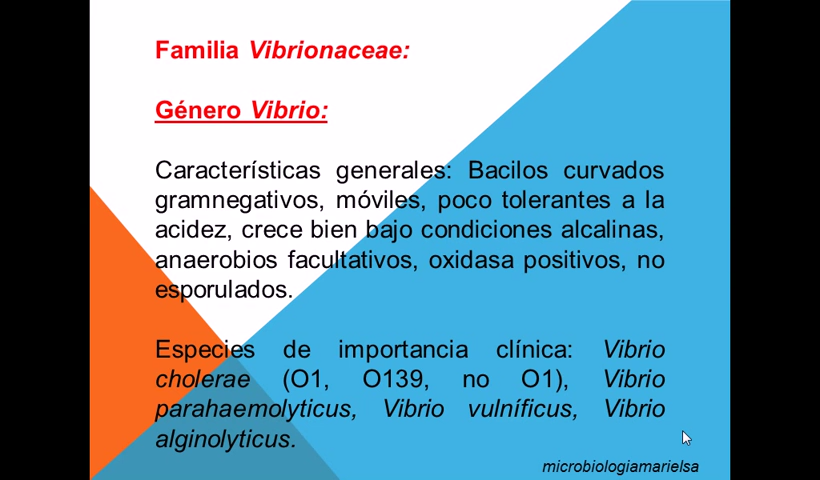 Familia Vibrionaceae:
Género Vibrio:
Características generales: Bacilos curvados
gramnegativos, móviles, poco tolerantes a la
acidez, crece bien bajo condiciones alcalinas,
anaerobios facultativos, oxidasa positivos, no
esporulados.
Especies de importancia clínica: Vibrio
cholerae (O1, O139, no O1), Vibrio
parahaemolyticus, Vibrio vulníficus, Vibrio
alginolyticus.
microbiologiamarielsa